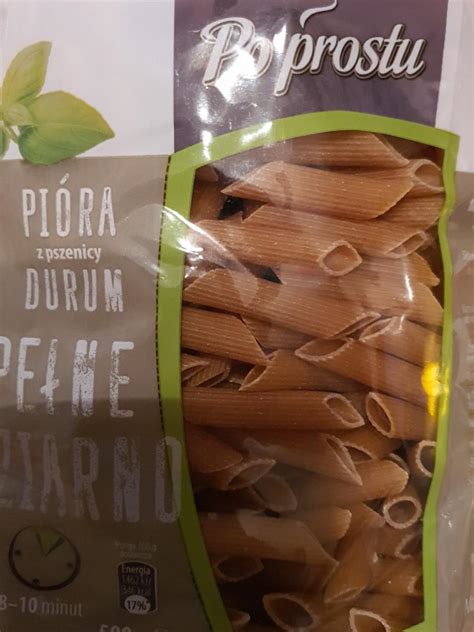 Po prostu
PIÓRA
z pszenicy
DURUM
PEŁNE
ZIARNO
8-10 minut
Energia
17%